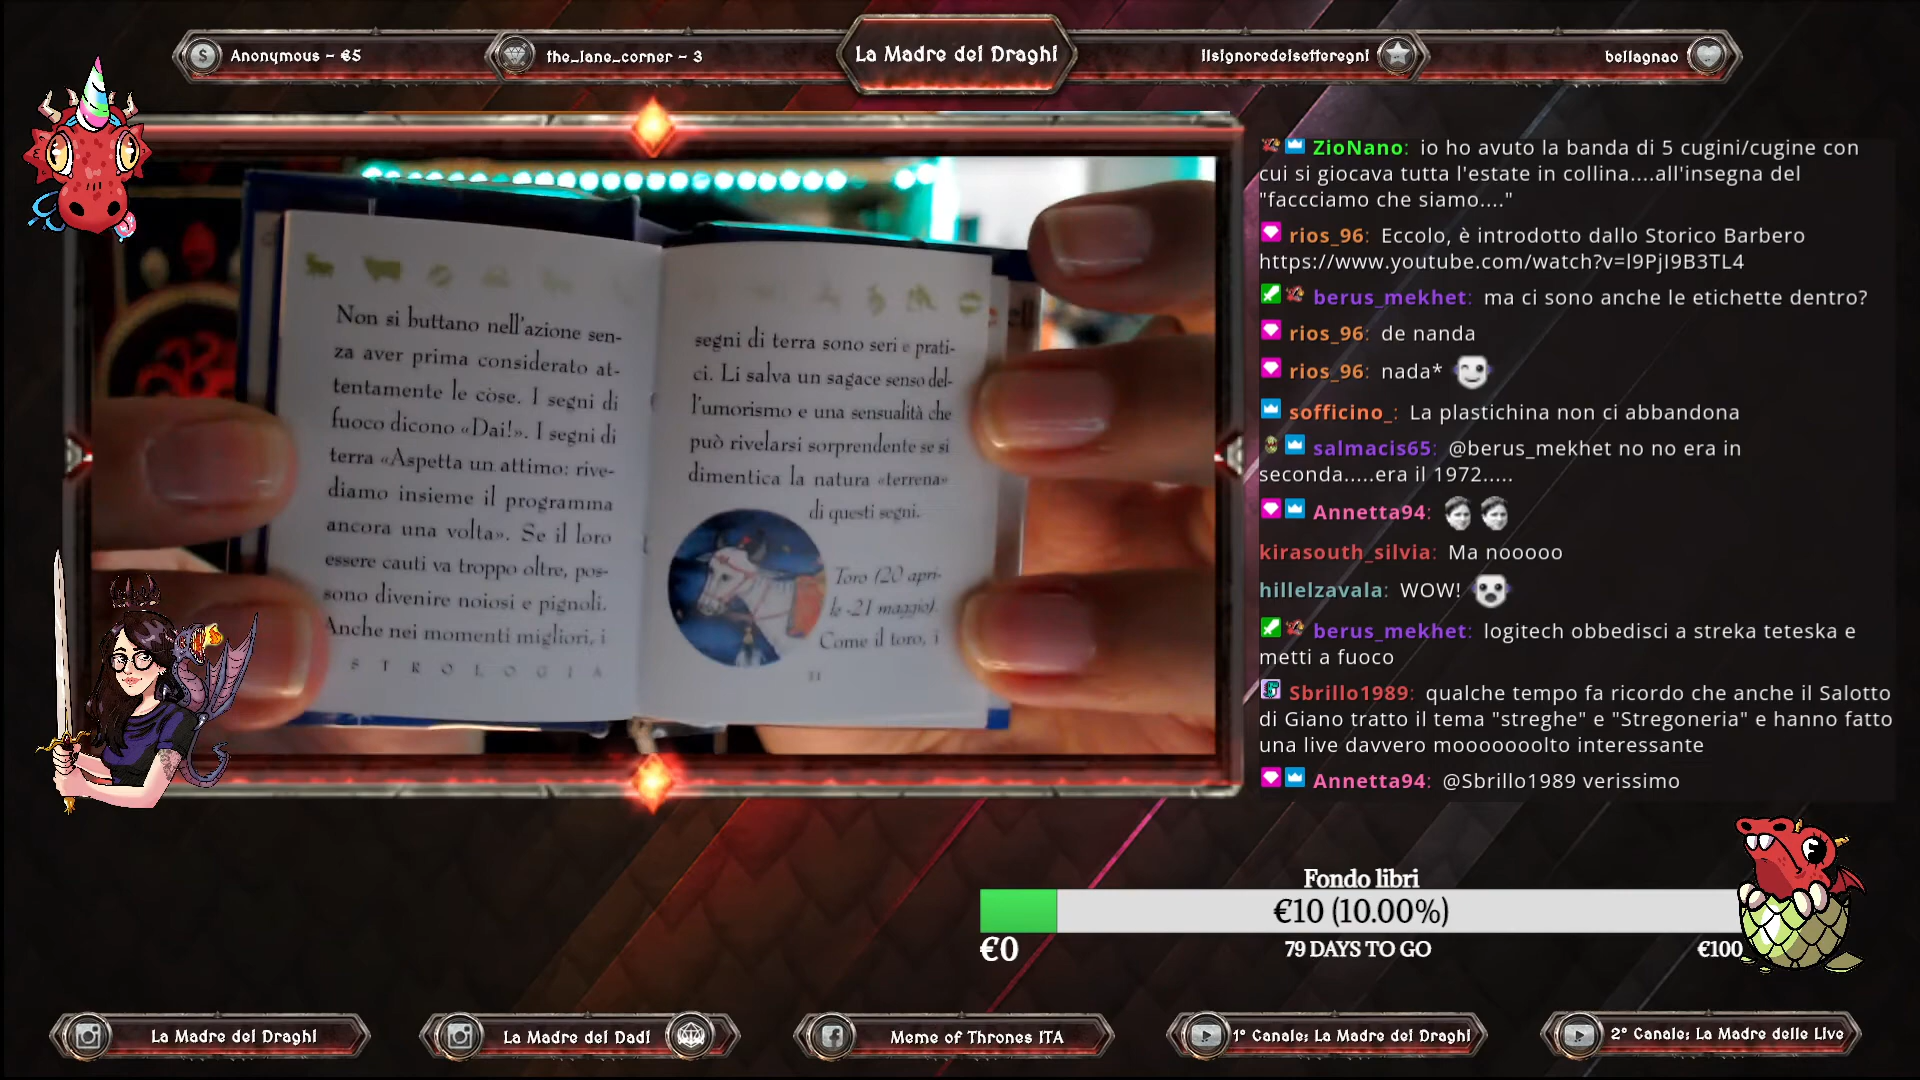 Anonymous - €5
the_lane_corner - 3
La Madre dei Draghi
ilsignoredeisetteregni
bellagnao
Non si buttano nell'azione sen-
za aver prima considerato at-
tentamente le cose. I segni di
fuoco dicono «Dai!». I segni di
terra «Aspetta un attimo: rive-
diamo insieme il programma
ancora una volta». Se il loro
essere cauti va troppo oltre, pos-
sono divenire noiosi e pignoli.
Anche nei momenti migliori, i
S T R O L O G I A
segni di terra sono seri e prati-
ci. Li salva un sagace senso del-
l'umorismo e una sensualità che
può rivelarsi sorprendente se si
dimentica la natura «terrena»
di questi segni.
Toro (20 apri-
le -21 maggio).
Come il toro, i
ZioNano: io ho avuto la banda di 5 cugini/cugine con
cui si giocava tutta l'estate in collina....all'insegna del
"faccciamo che siamo...."
rios_96: Eccolo, è introdotto dallo Storico Barbero
https://www.youtube.com/watch?v=l9PjI9B3TL4
berus_mekhet: ma ci sono anche le etichette dentro?
rios_96: de nanda
rios_96: nada*
sofficino_: La plastichina non ci abbandona
salmacis65: @berus_mekhet no no era in
seconda.....era il 1972.....
Annetta94:
kirasouth_silvia: Ma nooooo
hillelzavala: WOW!
berus_mekhet: logitech obbedisci a streka teteska e
metti a fuoco
Sbrillo1989: qualche tempo fa ricordo che anche il Salotto
di Giano tratto il tema "streghe" e "Stregoneria" e hanno fatto
una live davvero mooooooolto interessante
Annetta94: @Sbrillo1989 verissimo
Fondo libri
€10 (10.00%)
€0
79 DAYS TO GO
€100
La Madre dei Draghi
La Madre dei Dadi
Meme of Thrones ITA
1° Canale: La Madre dei Draghi
2° Canale: La Madre delle Live